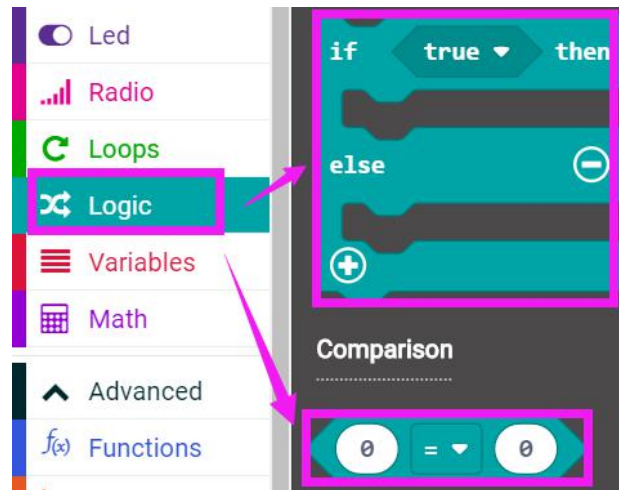 Led
Radio
Loops
Logic
Variables
Math
Advanced
f(x) Functions
if true then
else
Comparison
0 = 0